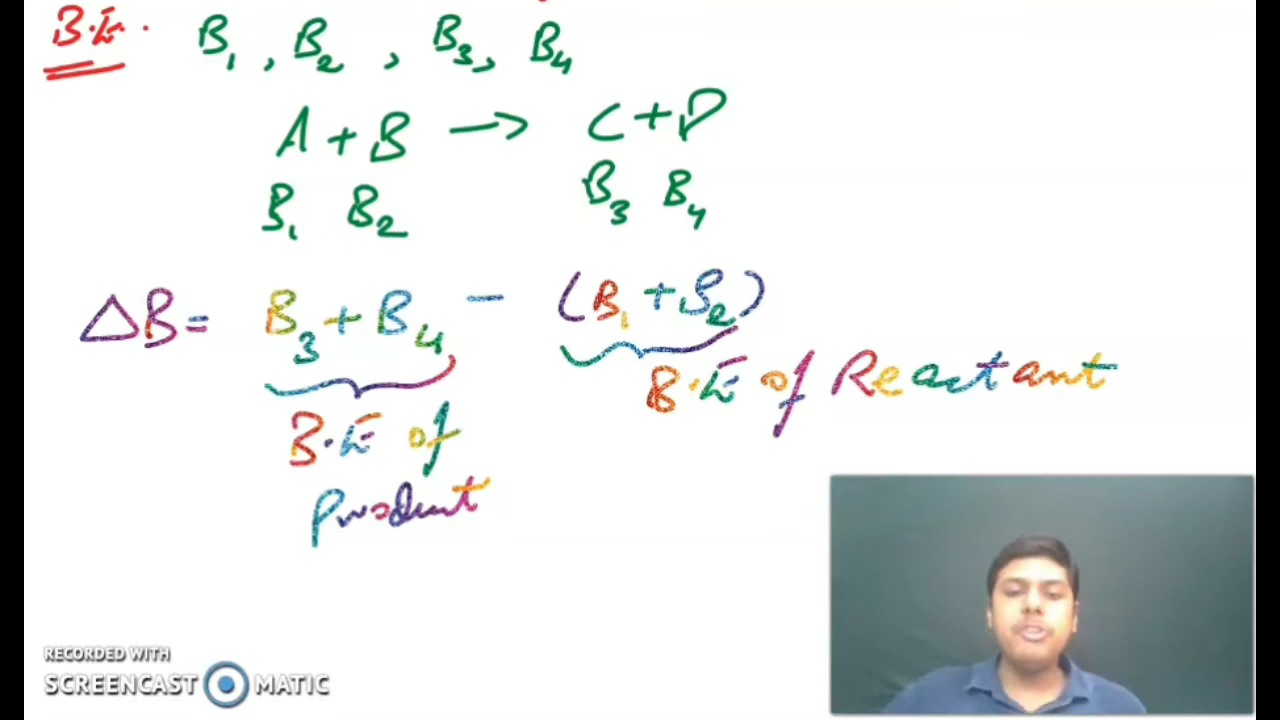 B.E. B₁, B₂, B₃, B₄
A + B → C + D
B₁ B₂ B₃ B₄
ΔB = B₃ + B₄ - (B₁ + B₂)
B.E of Reactant
B.E of
Product
RECORDED WITH
SCREENCAST MATIC